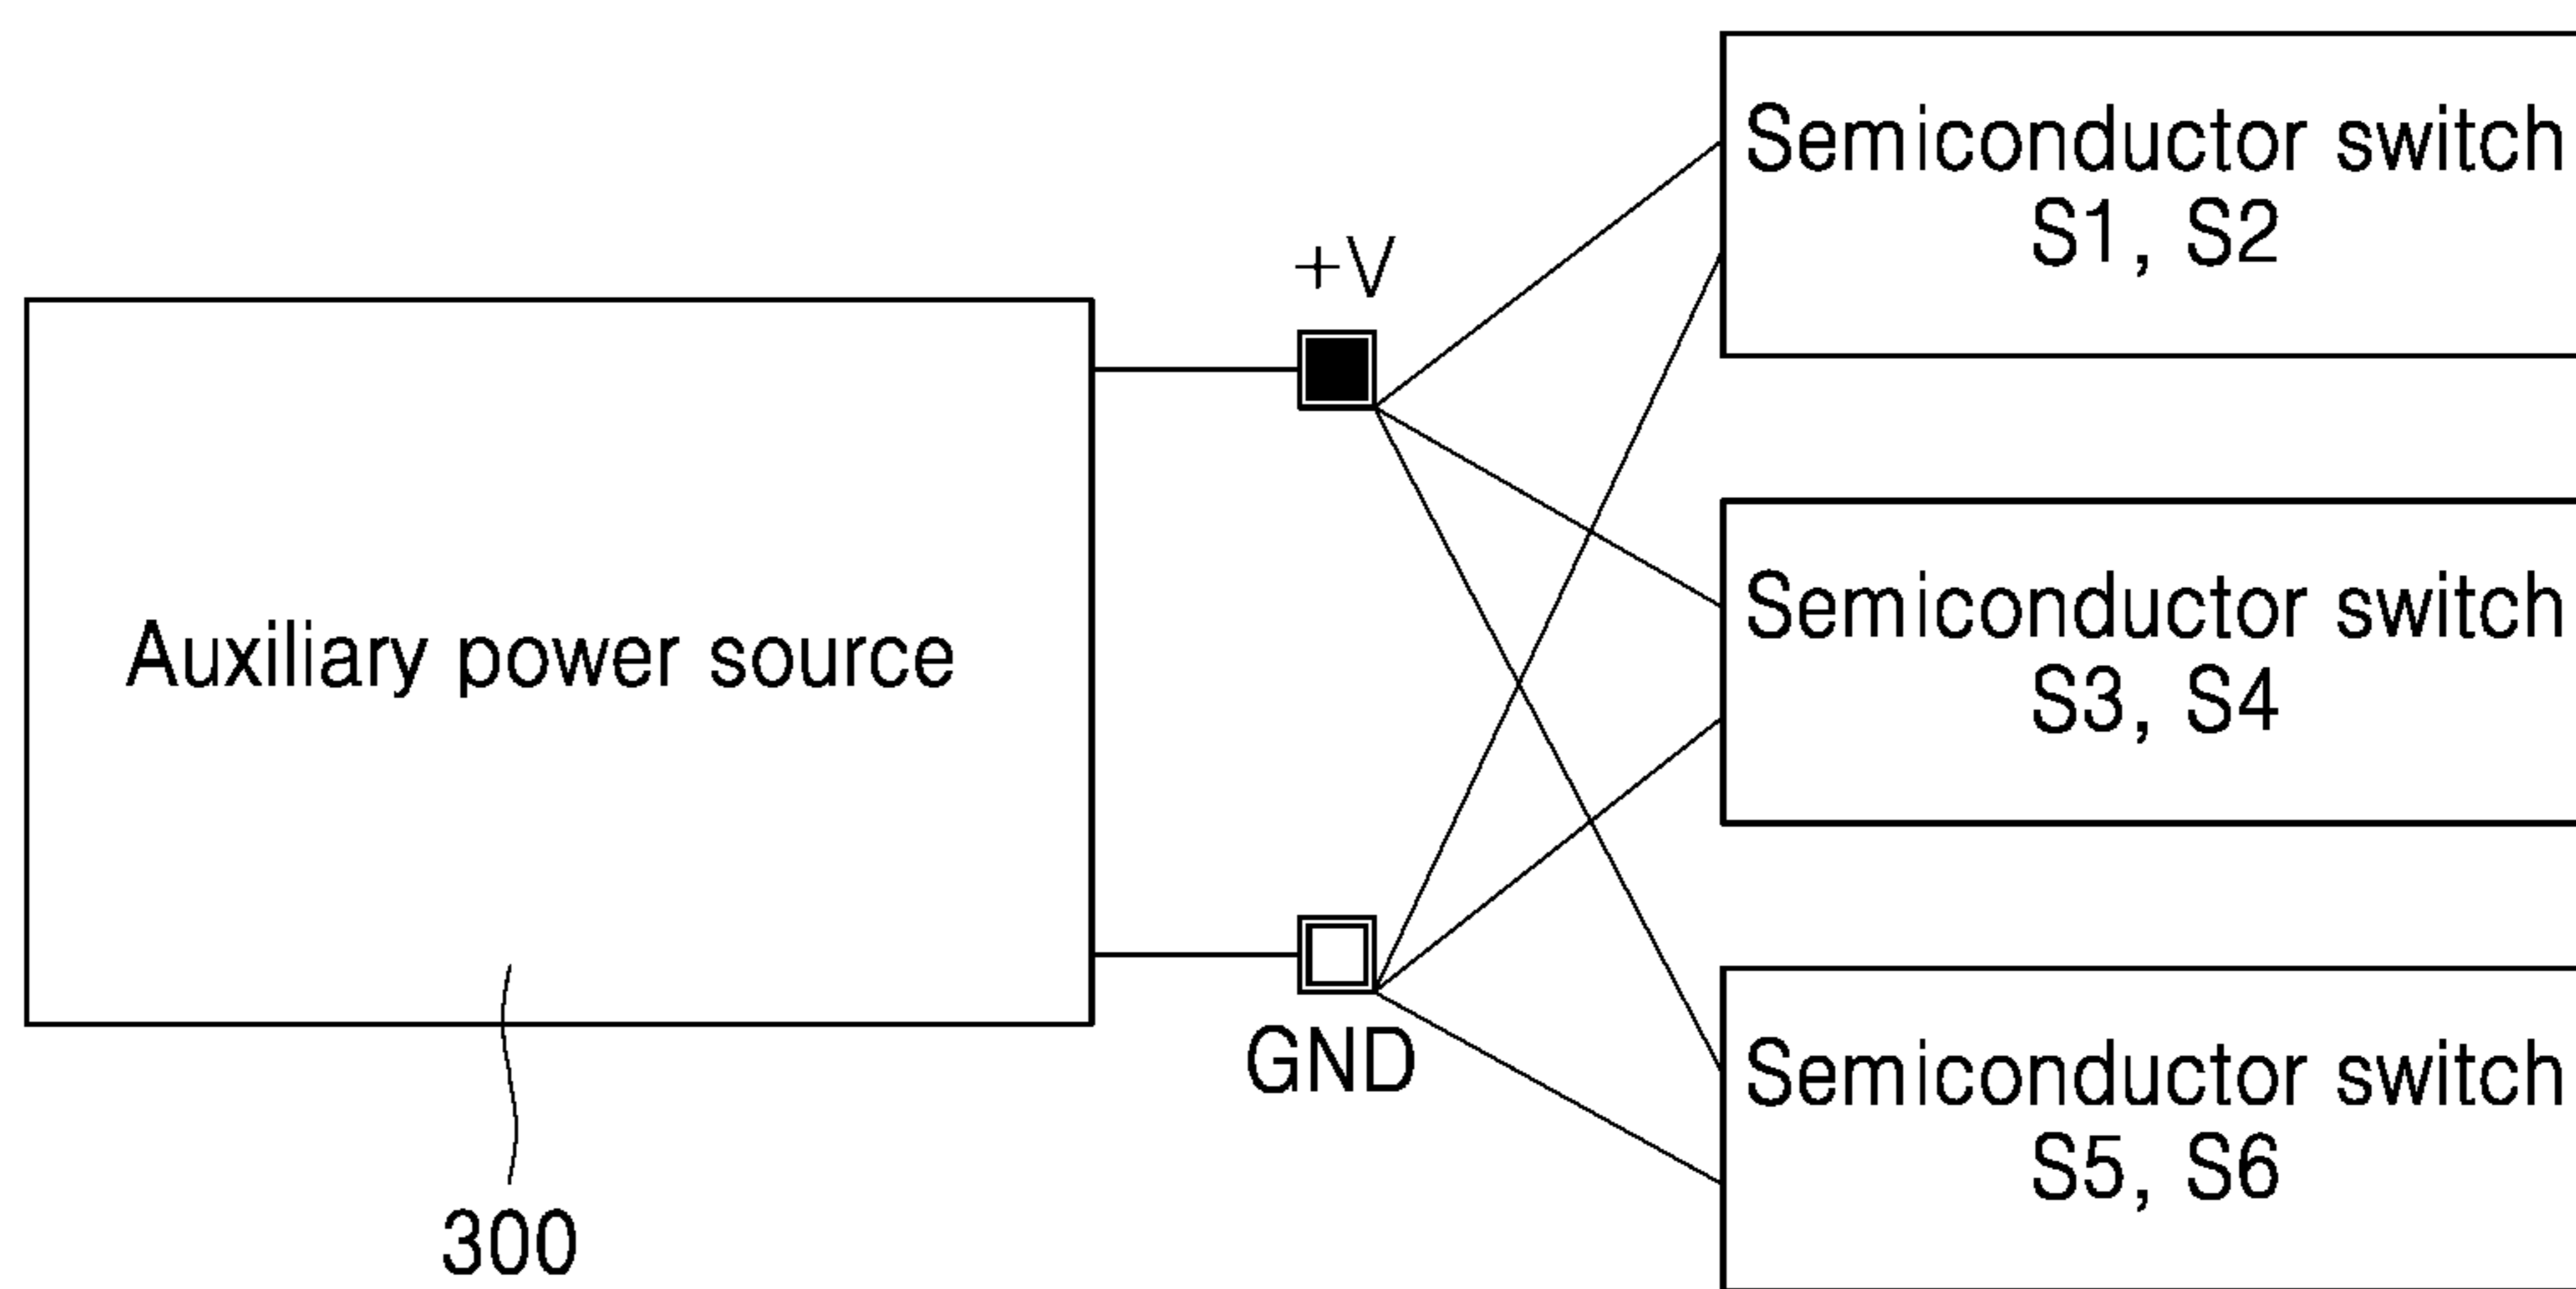 Semiconductor switch
S1, S2
+V
Auxiliary power source
Semiconductor switch
S3, S4
GND
Semiconductor switch
S5, S6
300